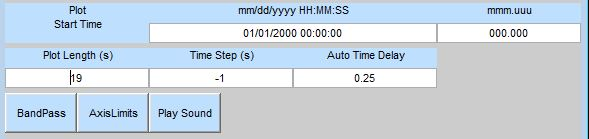 Plot mm/dd/yyyy HH:MM:SS mmm.uuu
Start Time
01/01/2000 00:00:00 000.000
Plot Length (s) Time Step (s) Auto Time Delay
19 -1 0.25
BandPass AxisLimits Play Sound